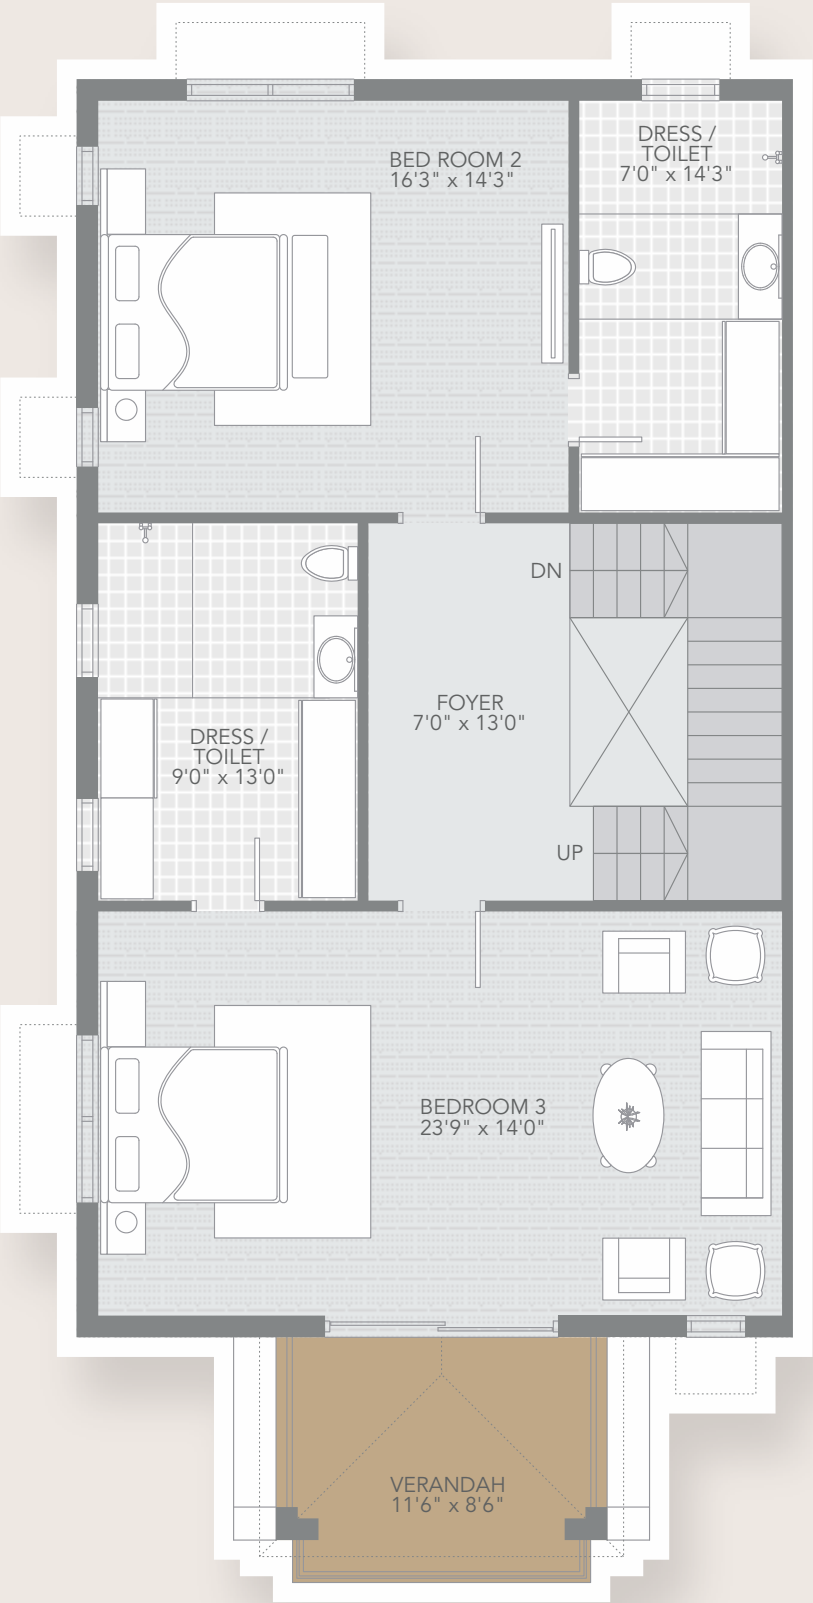 BED ROOM 2
16'3" x 14'3"
DRESS /
TOILET
7'0" x 14'3"
DN
FOYER
7'0" x 13'0"
DRESS /
TOILET
9'0" x 13'0"
UP
BEDROOM 3
23'9" x 14'0"
VERANDAH
11'6" x 8'6"